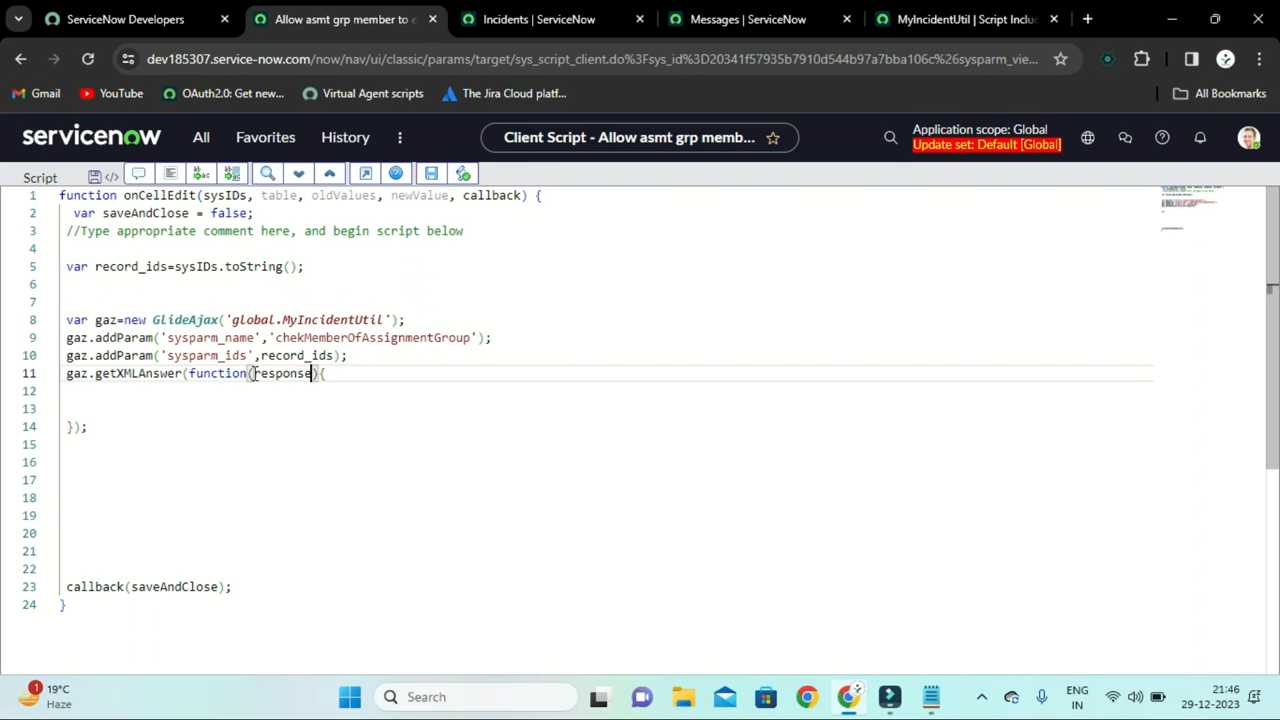 ServiceNow Developers
Allow asmt grp member to e
Incidents | ServiceNow
Messages | ServiceNow
MyIncidentUtil | Script Inclu
dev185307.service-now.com/now/nav/ui/classic/params/target/sys_script_client.do%3Fsys_id%3D20341f57935b7910d544b97a7bba106c%26sysparm_vie...
Gmail
YouTube
OAuth2.0: Get new...
Virtual Agent scripts
The Jira Cloud platf...
All Bookmarks
servicenow
All
Favorites
History
Client Script - Allow asmt grp memb...
Application scope: Global
Update set: Default [Global]
Script
1 function onCellEdit(sysIDs, table, oldValues, newValue, callback) {
2 var saveAndClose = false;
3 //Type appropriate comment here, and begin script below
4
5 var record_ids=sysIDs.toString();
6
7
8 var gaz=new GlideAjax('global.MyIncidentUtil');
9 gaz.addParam('sysparm_name','chekMemberOfAssignmentGroup');
10 gaz.addParam('sysparm_ids',record_ids);
11 gaz.getXMLAnswer(function(response){
12
13
14 });
15
16
17
18
19
20
21
22
23 callback(saveAndClose);
24 }
1
19°C
Haze
Search
ENG
IN
21:46
29-12-2023